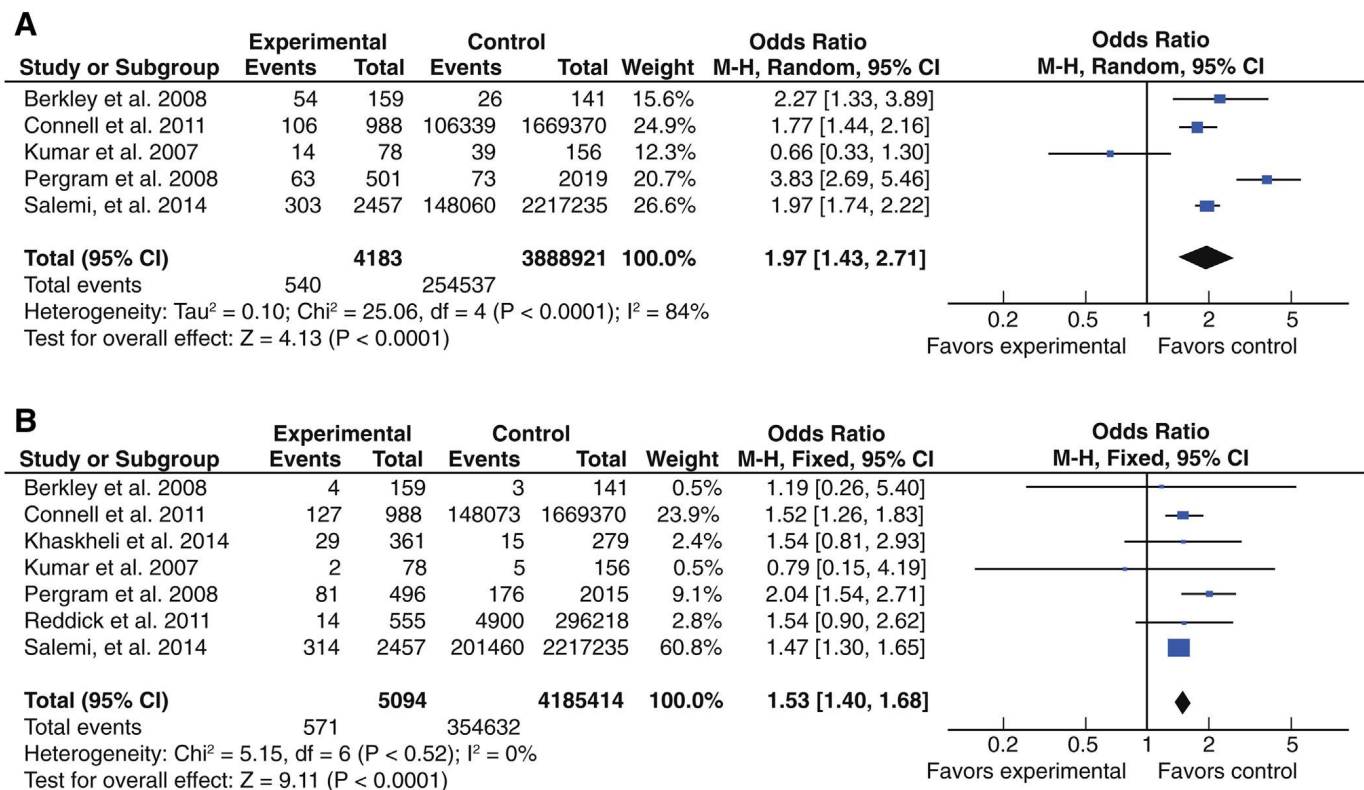 A
Experimental Control Odds Ratio Odds Ratio
Study or Subgroup Events Total Events Total Weight M-H, Random, 95% CI M-H, Random, 95% CI
Berkley et al. 2008 54 159 26 141 15.6% 2.27 [1.33, 3.89]
Connell et al. 2011 106 988 106339 1669370 24.9% 1.77 [1.44, 2.16]
Kumar et al. 2007 14 78 39 156 12.3% 0.66 [0.33, 1.30]
Pergram et al. 2008 63 501 73 2019 20.7% 3.83 [2.69, 5.46]
Salemi, et al. 2014 303 2457 148060 2217235 26.6% 1.97 [1.74, 2.22]
Total (95% CI) 4183 3888921 100.0% 1.97 [1.43, 2.71]
Total events 540 254537
Heterogeneity: Tau² = 0.10; Chi² = 25.06, df = 4 (P < 0.0001); I² = 84%
Test for overall effect: Z = 4.13 (P < 0.0001)
0.2 0.5 1 2 5
Favors experimental Favors control
B
Experimental Control Odds Ratio Odds Ratio
Study or Subgroup Events Total Events Total Weight M-H, Fixed, 95% CI M-H, Fixed, 95% CI
Berkley et al. 2008 4 159 3 141 0.5% 1.19 [0.26, 5.40]
Connell et al. 2011 127 988 148073 1669370 23.9% 1.52 [1.26, 1.83]
Khaskheli et al. 2014 29 361 15 279 2.4% 1.54 [0.81, 2.93]
Kumar et al. 2007 2 78 5 156 0.5% 0.79 [0.15, 4.19]
Pergram et al. 2008 81 496 176 2015 9.1% 2.04 [1.54, 2.71]
Reddick et al. 2011 14 555 4900 296218 2.8% 1.54 [0.90, 2.62]
Salemi, et al. 2014 314 2457 201460 2217235 60.8% 1.47 [1.30, 1.65]
Total (95% CI) 5094 4185414 100.0% 1.53 [1.40, 1.68]
Total events 571 354632
Heterogeneity: Chi² = 5.15, df = 6 (P < 0.52); I² = 0%
Test for overall effect: Z = 9.11 (P < 0.0001)
0.2 0.5 1 2 5
Favors experimental Favors control